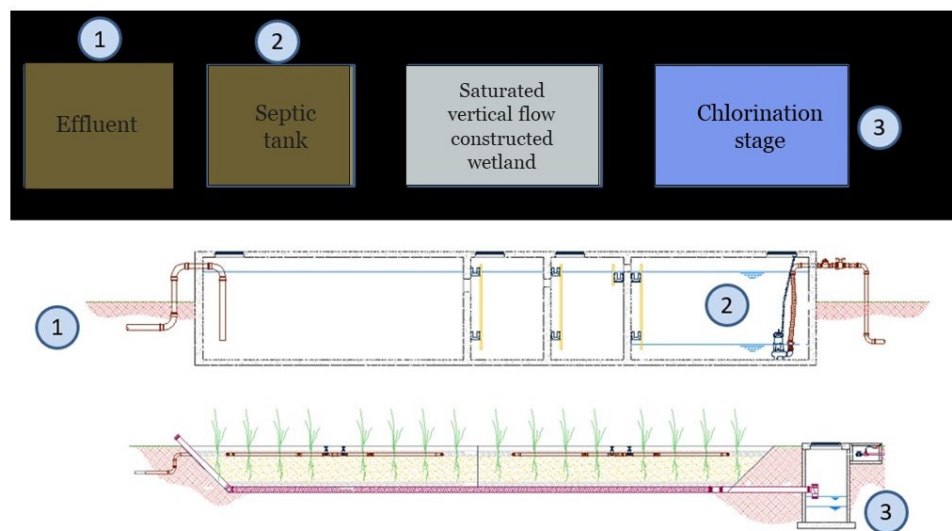 1
2
Effluent
Septic
tank
Saturated
vertical flow
constructed
wetland
Chlorination
stage
3
1
2
3